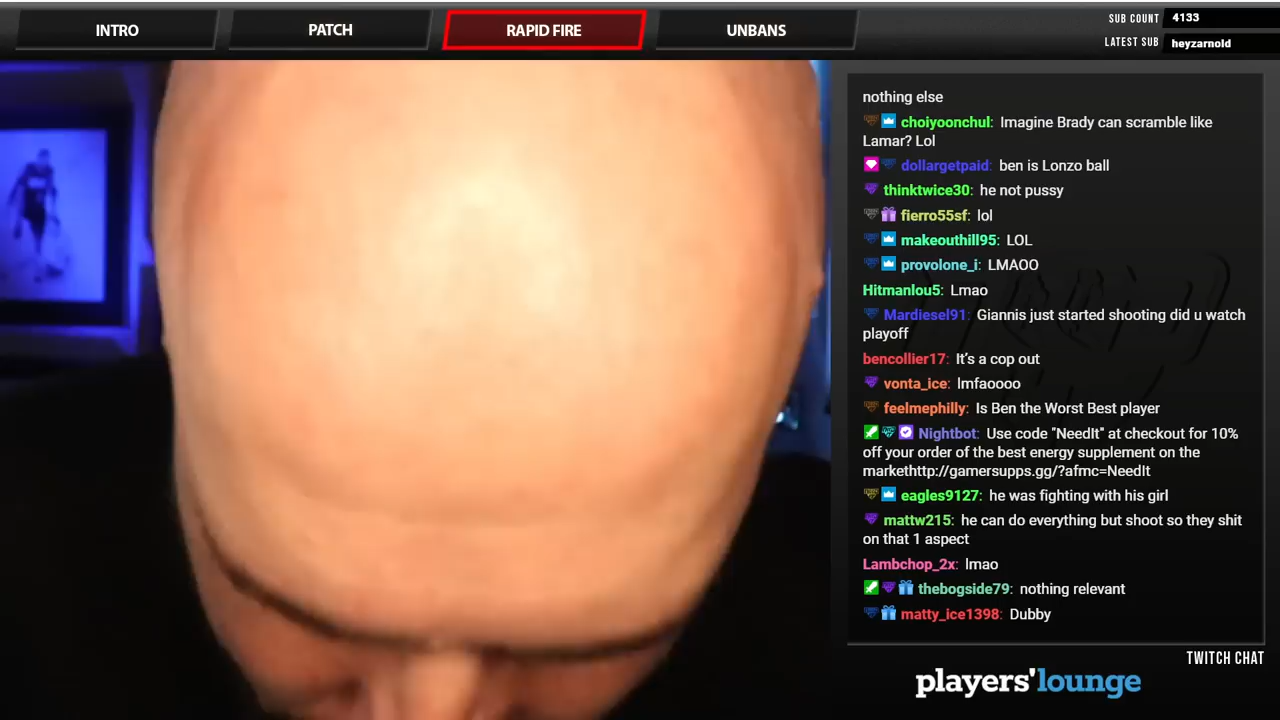 INTRO
PATCH
RAPID FIRE
UNBANS
SUB COUNT 4133
LATEST SUB heyzarnold
nothing else
choiyoonchul: Imagine Brady can scramble like
Lamar? Lol
dollargetpaid: ben is Lonzo ball
thinktwice30: he not pussy
fierro55sf: lol
makeouthill95: LOL
provolone_i: LMAOO
Hitmanlou5: Lmao
Mardiesel91: Giannis just started shooting did u watch
playoff
bencollier17: It's a cop out
vonta_ice: lmfaoooo
feelmephilly: Is Ben the Worst Best player
Nightbot: Use code "NeedIt" at checkout for 10%
off your order of the best energy supplement on the
markethttp://gamersupps.gg/?afmc=NeedIt
eagles9127: he was fighting with his girl
mattw215: he can do everything but shoot so they shit
on that 1 aspect
Lambchop_2x: lmao
thebogside79: nothing relevant
matty_ice1398: Dubby
TWITCH CHAT
players'lounge